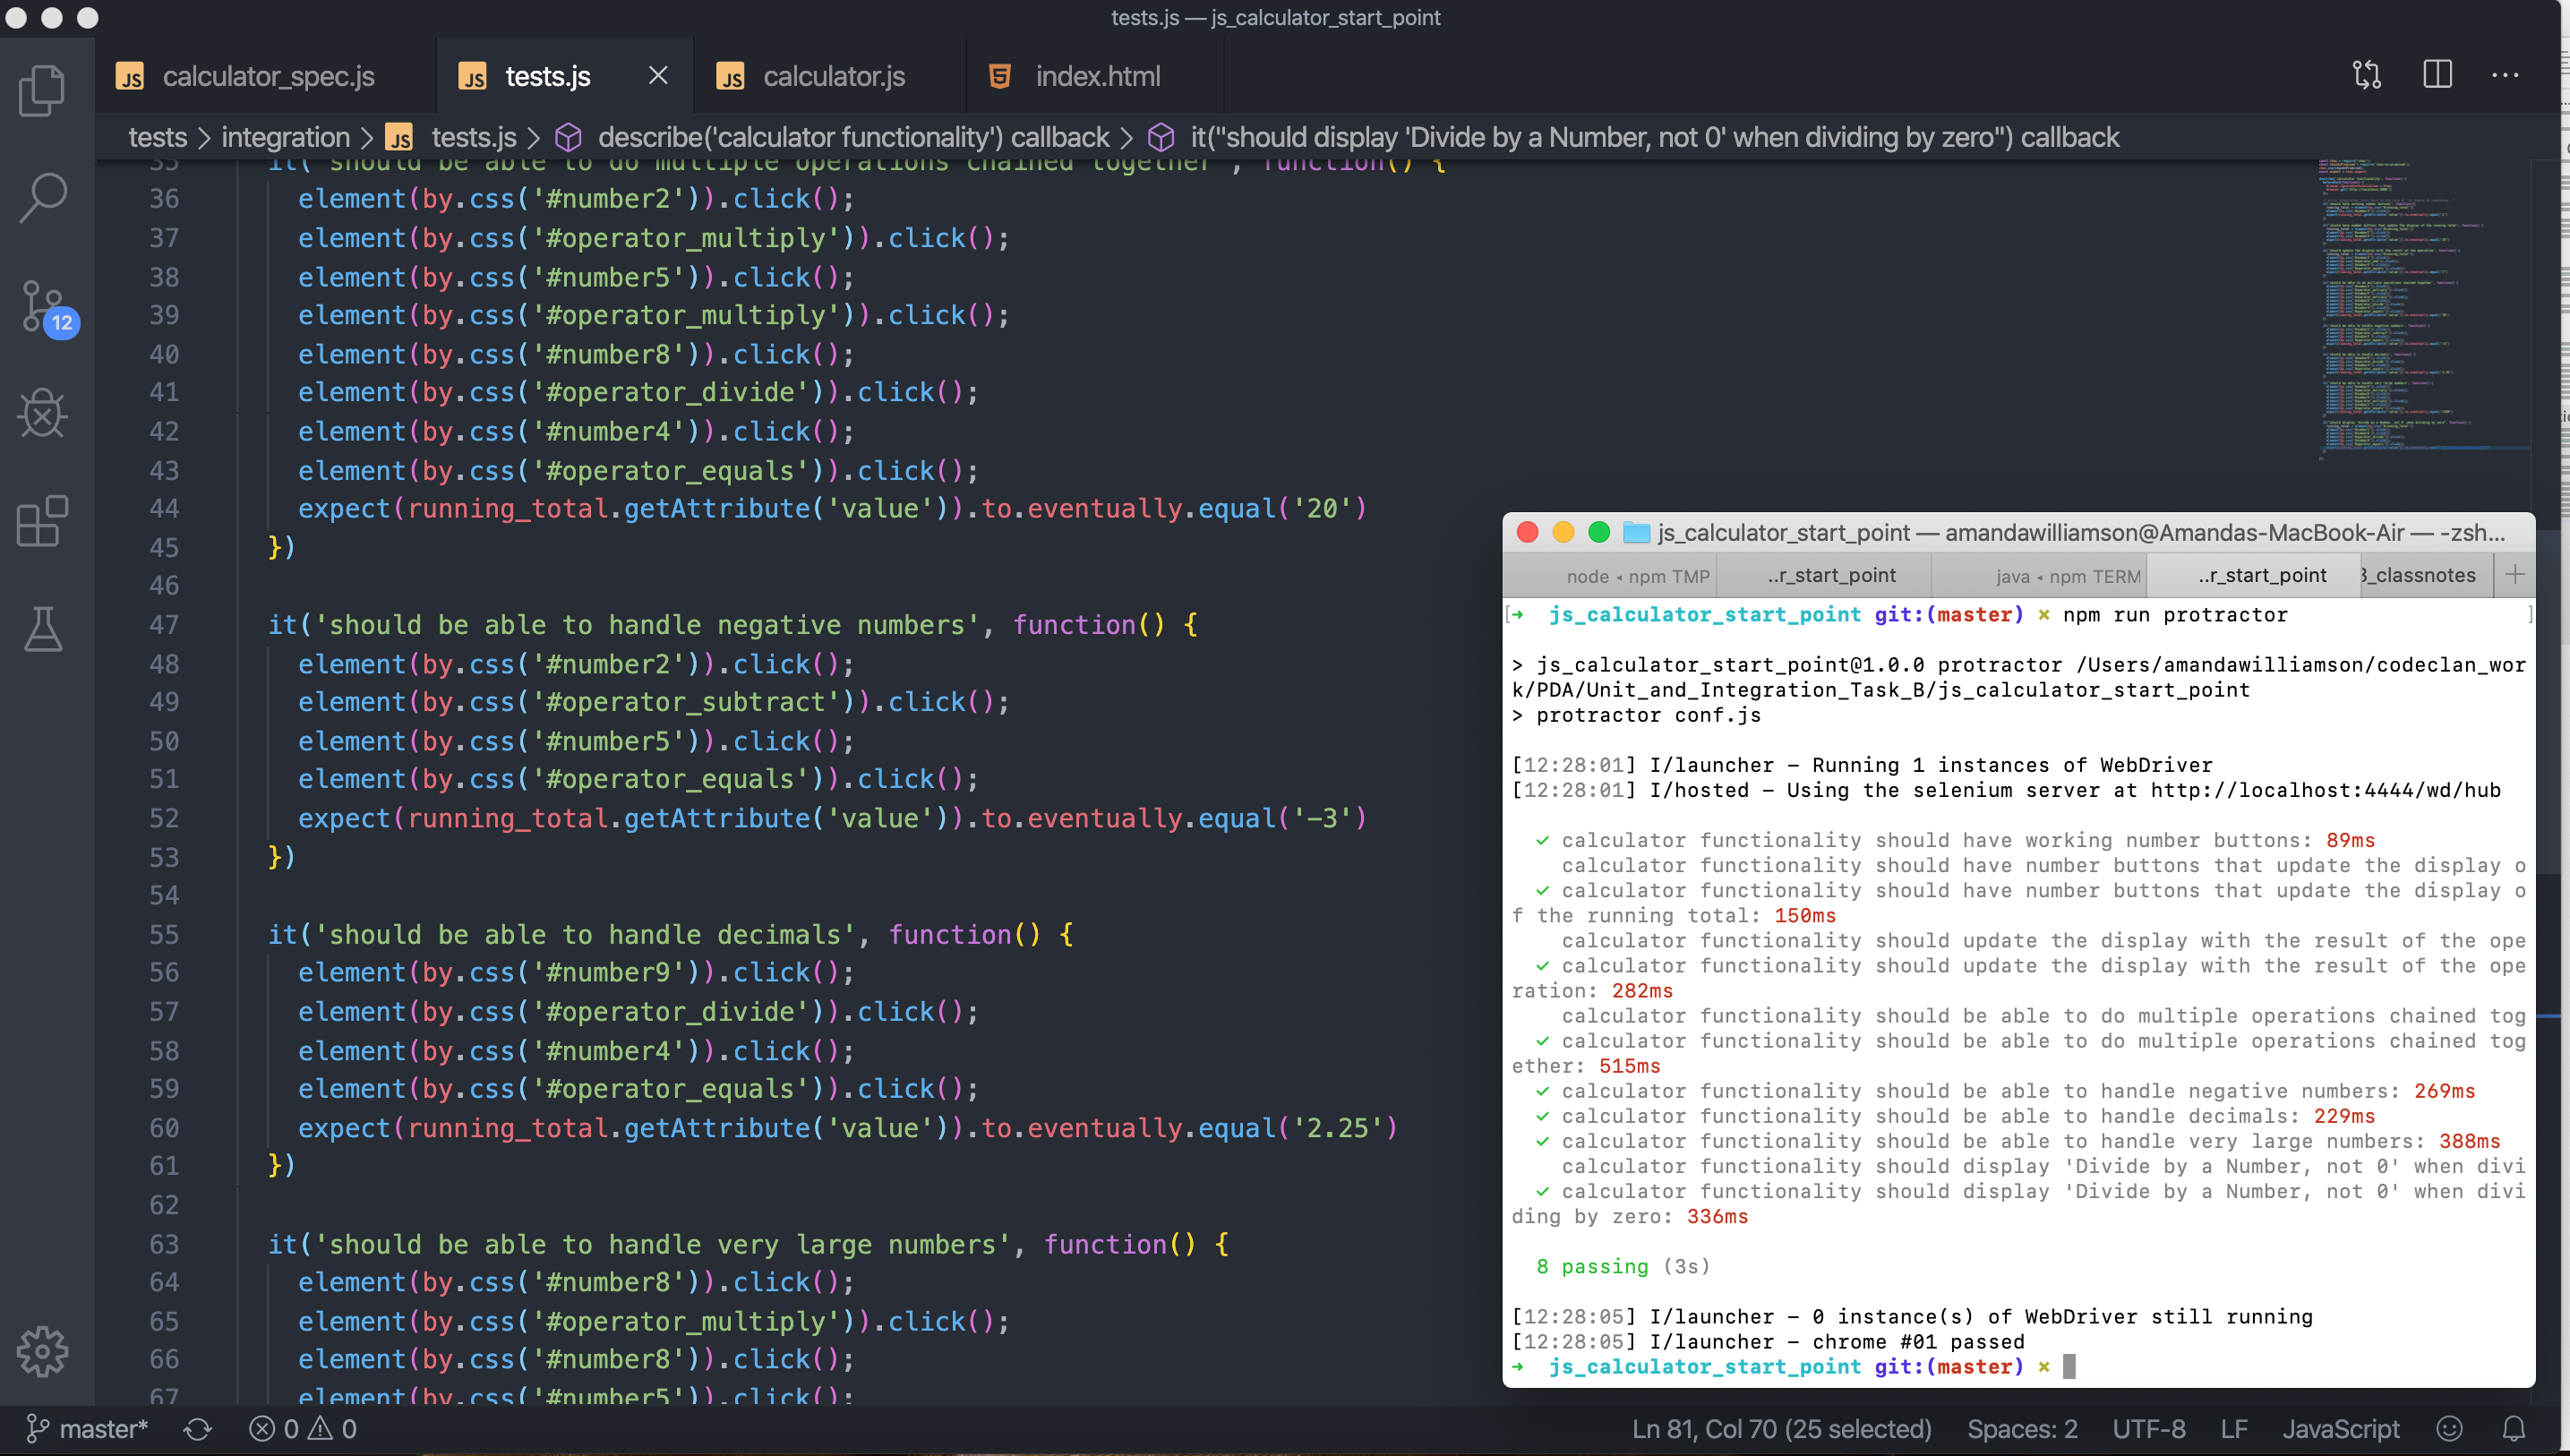 tests.js — js_calculator_start_point
calculator_spec.js
tests.js
calculator.js
index.html
tests > integration > JS tests.js > describe('calculator functionality') callback > it("should display 'Divide by a Number, not 0' when dividing by zero") callback
35 it('should be able to do multiple operations chained together', function() {
36 element(by.css('#number2')).click();
37 element(by.css('#operator_multiply')).click();
38 element(by.css('#number5')).click();
39 element(by.css('#operator_multiply')).click();
40 element(by.css('#number8')).click();
41 element(by.css('#operator_divide')).click();
42 element(by.css('#number4')).click();
43 element(by.css('#operator_equals')).click();
44 expect(running_total.getAttribute('value')).to.eventually.equal('20')
45 })
46
47 it('should be able to handle negative numbers', function() {
48 element(by.css('#number2')).click();
49 element(by.css('#operator_subtract')).click();
50 element(by.css('#number5')).click();
51 element(by.css('#operator_equals')).click();
52 expect(running_total.getAttribute('value')).to.eventually.equal('-3')
53 })
54
55 it('should be able to handle decimals', function() {
56 element(by.css('#number9')).click();
57 element(by.css('#operator_divide')).click();
58 element(by.css('#number4')).click();
59 element(by.css('#operator_equals')).click();
60 expect(running_total.getAttribute('value')).to.eventually.equal('2.25')
61 })
62
63 it('should be able to handle very large numbers', function() {
64 element(by.css('#number8')).click();
65 element(by.css('#operator_multiply')).click();
66 element(by.css('#number8')).click();
67 element(by.css('#number5')).click();
12
js_calculator_start_point — amandawilliamson@Amandas-MacBook-Air — -zsh...
node ◂ npm TMP
..r_start_point
java ◂ npm TERM
..r_start_point
3_classnotes
[➜ js_calculator_start_point git:(master) ✗ npm run protractor ]
> js_calculator_start_point@1.0.0 protractor /Users/amandawilliamson/codeclan_wor
k/PDA/Unit_and_Integration_Task_B/js_calculator_start_point
> protractor conf.js
[12:28:01] I/launcher – Running 1 instances of WebDriver
[12:28:01] I/hosted – Using the selenium server at http://localhost:4444/wd/hub
✓ calculator functionality should have working number buttons: 89ms
calculator functionality should have number buttons that update the display o
✓ calculator functionality should have number buttons that update the display o
f the running total: 150ms
calculator functionality should update the display with the result of the ope
✓ calculator functionality should update the display with the result of the ope
ration: 282ms
calculator functionality should be able to do multiple operations chained tog
✓ calculator functionality should be able to do multiple operations chained tog
ether: 515ms
✓ calculator functionality should be able to handle negative numbers: 269ms
✓ calculator functionality should be able to handle decimals: 229ms
✓ calculator functionality should be able to handle very large numbers: 388ms
calculator functionality should display 'Divide by a Number, not 0' when divi
✓ calculator functionality should display 'Divide by a Number, not 0' when divi
ding by zero: 336ms
8 passing (3s)
[12:28:05] I/launcher – 0 instance(s) of WebDriver still running
[12:28:05] I/launcher – chrome #01 passed
➜ js_calculator_start_point git:(master) ✗
master* 0 0 Ln 81, Col 70 (25 selected) Spaces: 2 UTF-8 LF JavaScript